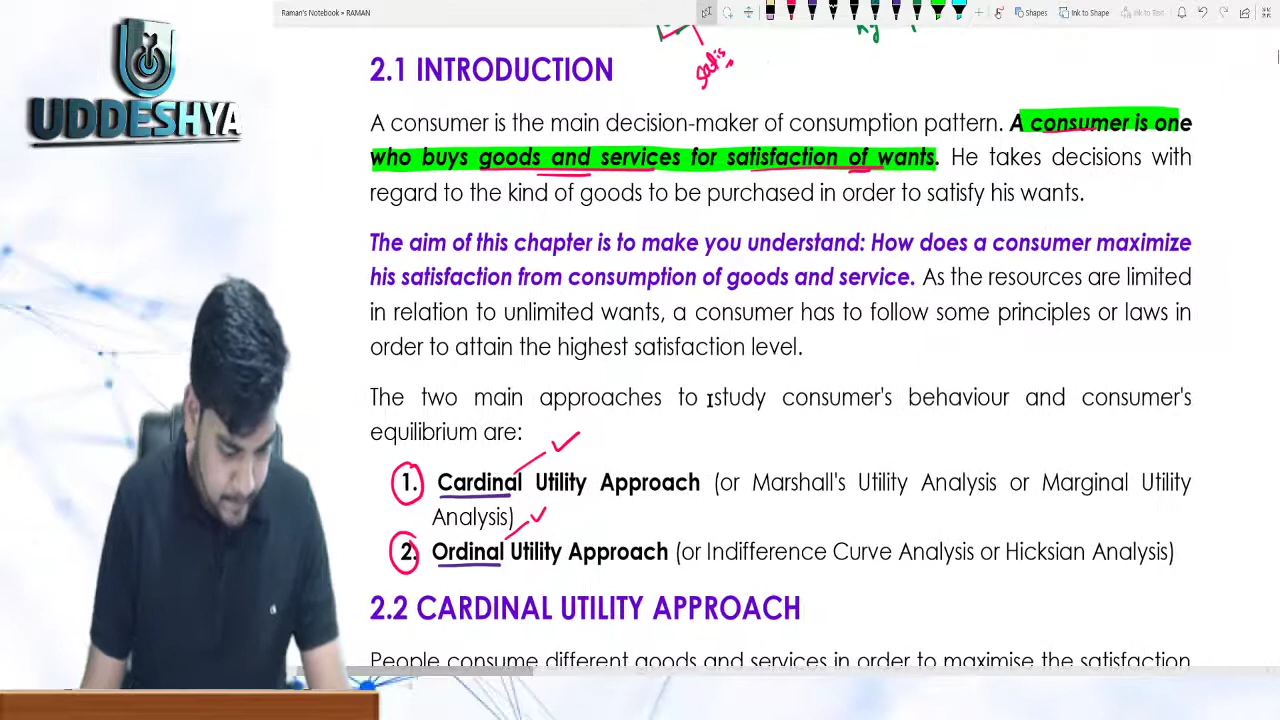 Raman's Notebook » RAMAN
Shapes
Ink to Shape
Ink to Text
satis
UDDESHYA
2.1 INTRODUCTION
A consumer is the main decision-maker of consumption pattern. A consumer is one
who buys goods and services for satisfaction of wants. He takes decisions with
regard to the kind of goods to be purchased in order to satisfy his wants.
The aim of this chapter is to make you understand: How does a consumer maximize
his satisfaction from consumption of goods and service. As the resources are limited
in relation to unlimited wants, a consumer has to follow some principles or laws in
order to attain the highest satisfaction level.
The two main approaches to study consumer's behaviour and consumer's
equilibrium are:
1. Cardinal Utility Approach (or Marshall's Utility Analysis or Marginal Utility
Analysis)
2. Ordinal Utility Approach (or Indifference Curve Analysis or Hicksian Analysis)
2.2 CARDINAL UTILITY APPROACH
People consume different goods and services in order to maximise the satisfaction